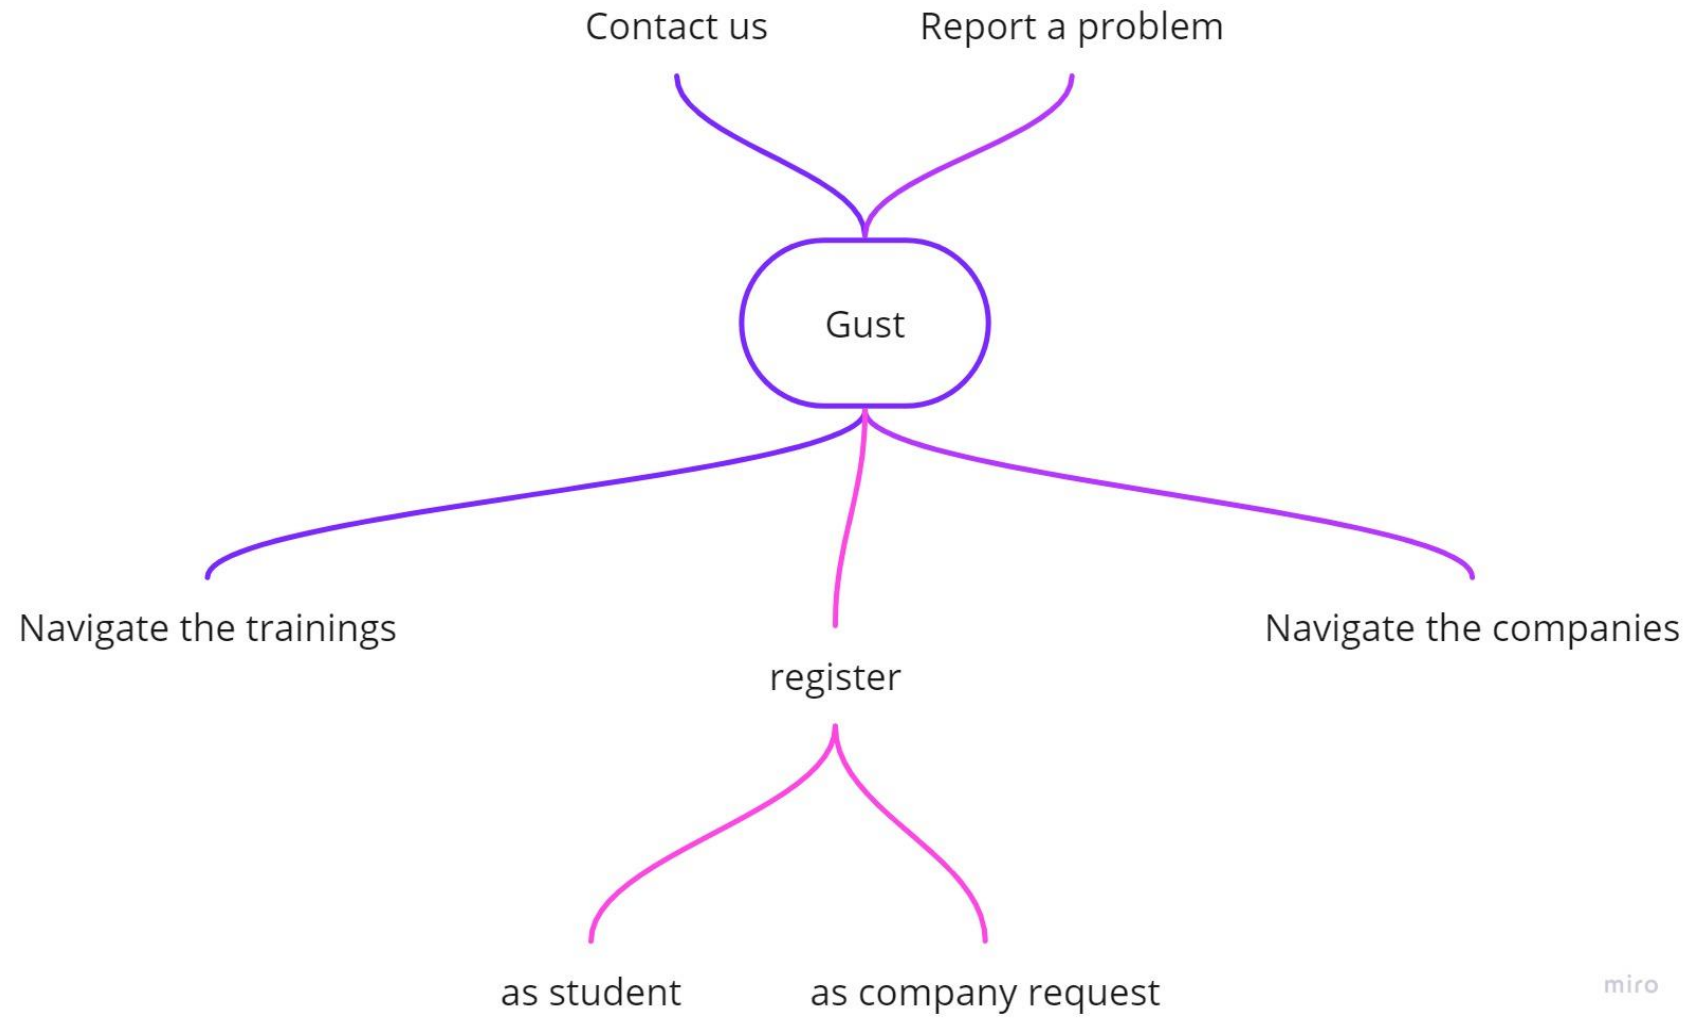 Contact us
Report a problem
Gust
Navigate the trainings
Navigate the companies
register
as student
as company request
miro